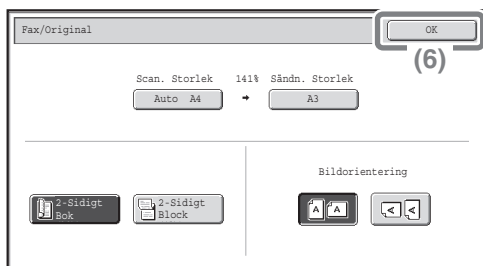 Fax/Original
OK
(6)
Scan. Storlek 141% Sändn. Storlek
Auto A4 → A3
Bildorientering
2-Sidigt
Bok
2-Sidigt
Block
A A A A